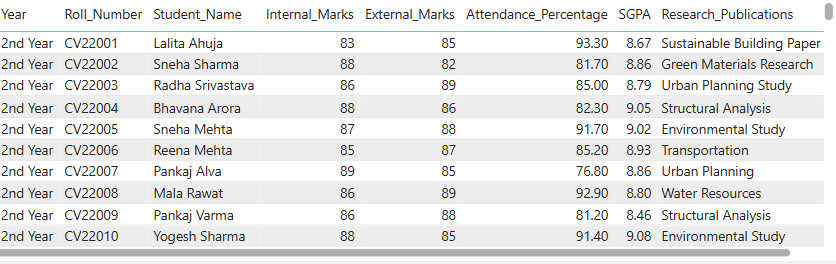 Year Roll_Number Student_Name Internal_Marks External_Marks Attendance_Percentage SGPA Research_Publications
2nd Year CV22001 Lalita Ahuja 83 85 93.30 8.67 Sustainable Building Paper
2nd Year CV22002 Sneha Sharma 88 82 81.70 8.86 Green Materials Research
2nd Year CV22003 Radha Srivastava 86 89 85.00 8.79 Urban Planning Study
2nd Year CV22004 Bhavana Arora 88 86 82.30 9.05 Structural Analysis
2nd Year CV22005 Sneha Mehta 87 88 91.70 9.02 Environmental Study
2nd Year CV22006 Reena Mehta 85 87 85.20 8.93 Transportation
2nd Year CV22007 Pankaj Alva 89 85 76.80 8.86 Urban Planning
2nd Year CV22008 Mala Rawat 86 89 92.90 8.80 Water Resources
2nd Year CV22009 Pankaj Varma 86 88 81.20 8.46 Structural Analysis
2nd Year CV22010 Yogesh Sharma 88 85 91.40 9.08 Environmental Study